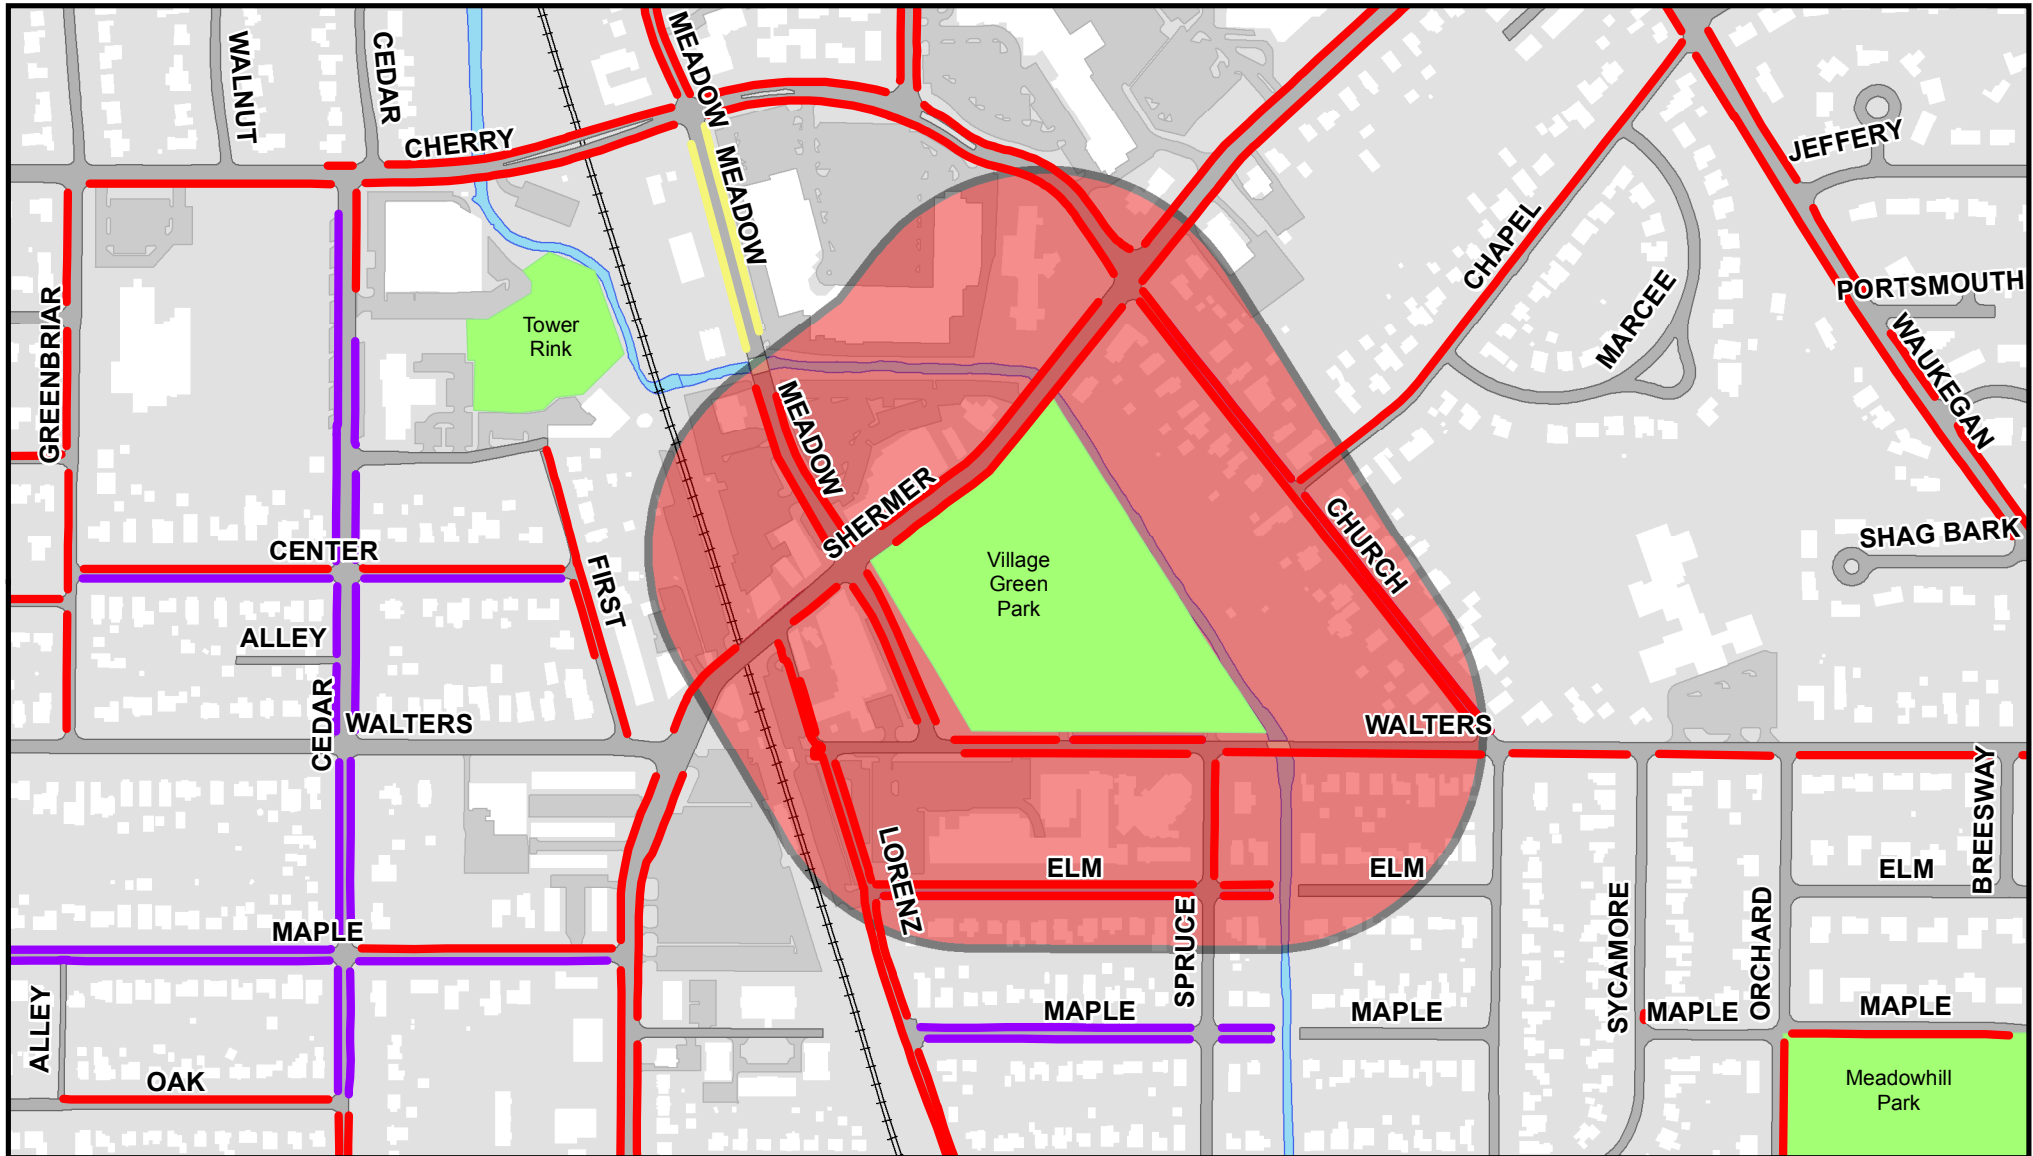 MEADOW
WALNUT
CEDAR
CHERRY
MEADOW
JEFFERY
CHAPEL
MARCEE
PORTSMOUTH
GREENBRIAR
Tower
Rink
WAUKEGAN
MEADOW
SHERMER
CHURCH
SHAG BARK
CENTER
FIRST
Village
Green
Park
ALLEY
CEDAR
WALTERS
WALTERS
BREESWAY
LORENZ
ELM
ELM
ELM
MAPLE
SPRUCE
SYCAMORE
ORCHARD
ALLEY
MAPLE
MAPLE
MAPLE
MAPLE
OAK
Meadowhill
Park